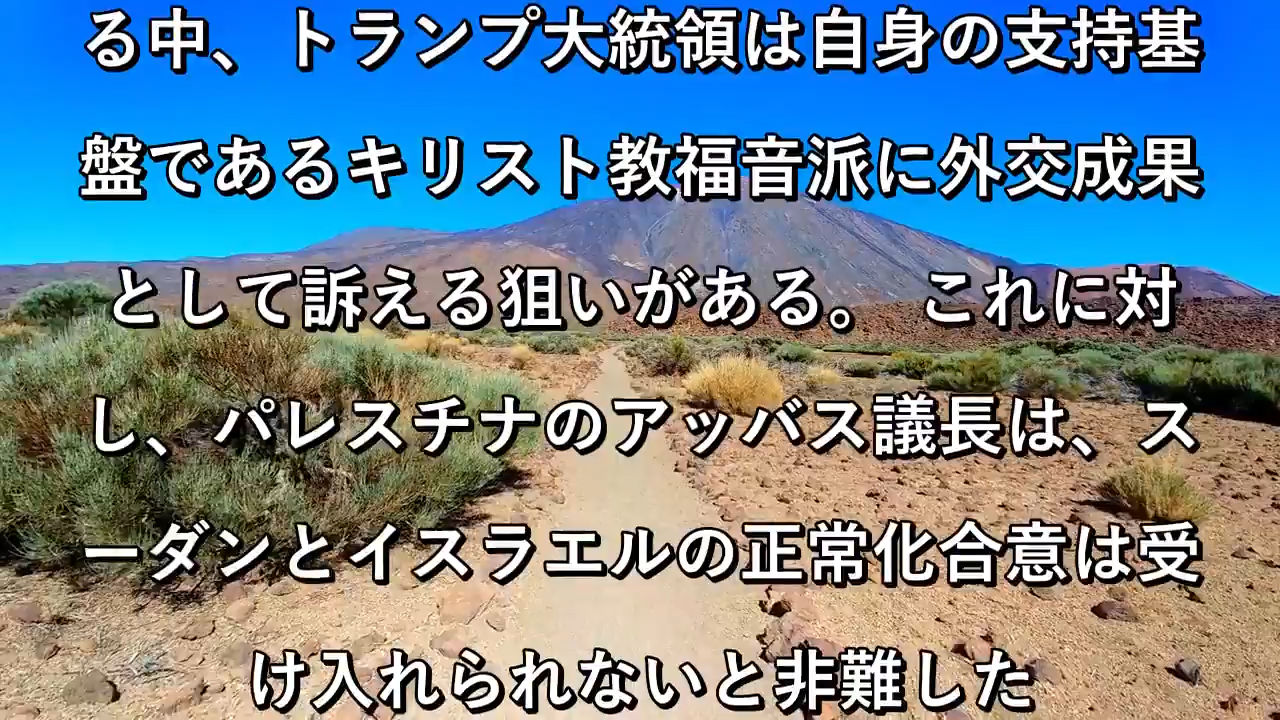 る中、トランプ大統領は自身の支持基
盤であるキリスト教福音派に外交成果
として訴える狙いがある。 これに対
し、パレスチナのアッバス議長は、ス
ーダンとイスラエルの正常化合意は受
け入れられないと非難した